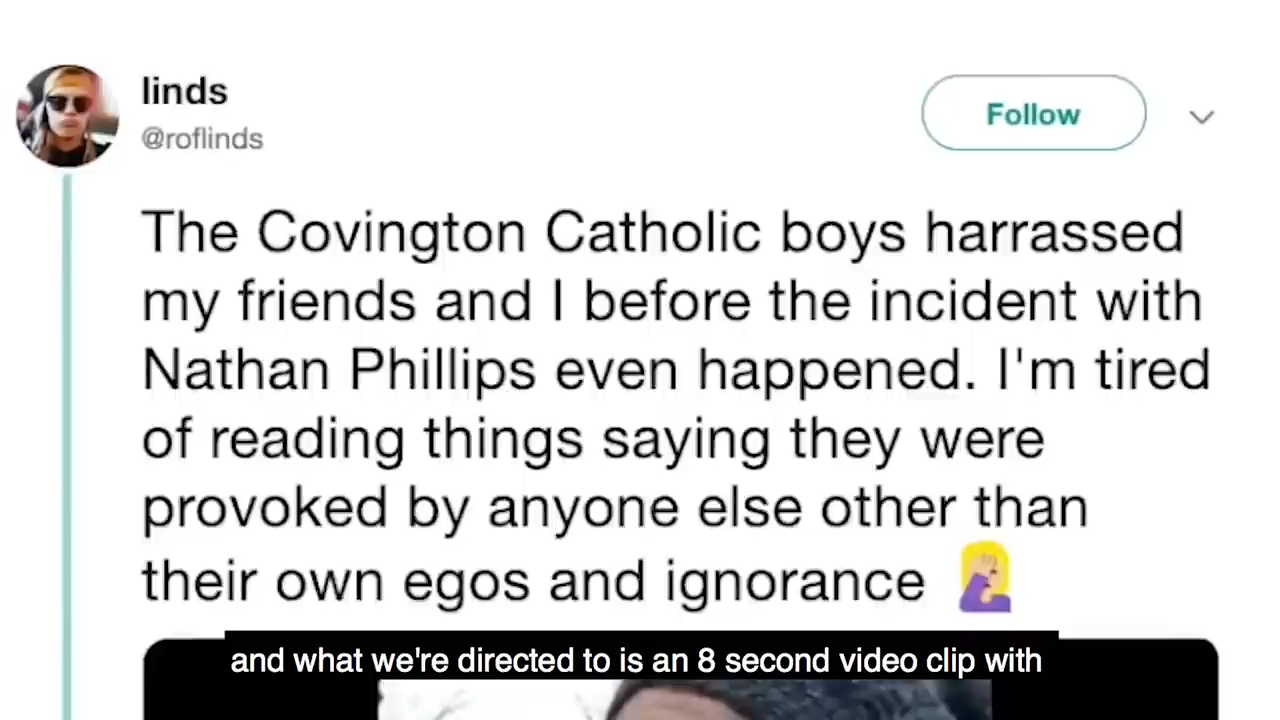 linds
@roflinds
Follow
The Covington Catholic boys harrassed
my friends and I before the incident with
Nathan Phillips even happened. I'm tired
of reading things saying they were
provoked by anyone else other than
their own egos and ignorance 🤦‍♀️
and what we're directed to is an 8 second video clip with